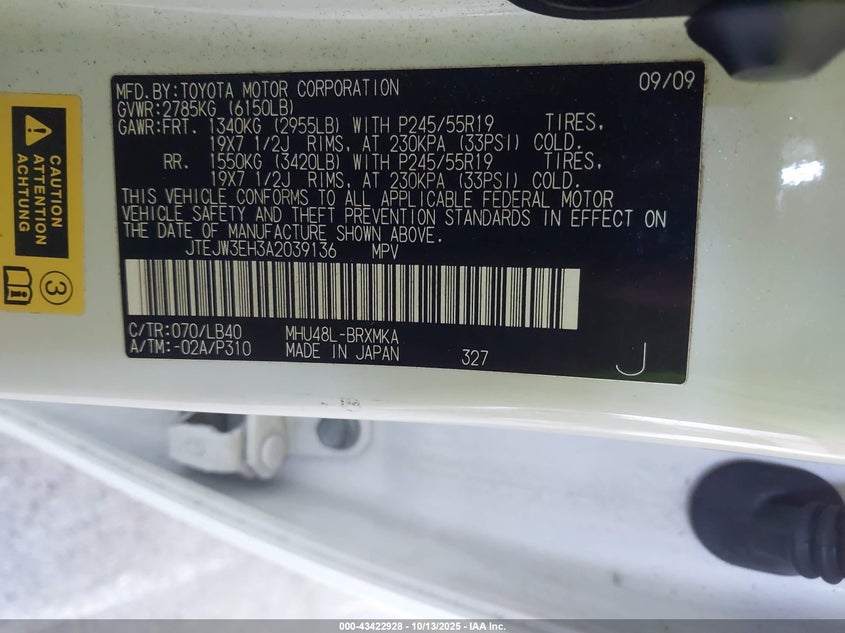 MFD.BY:TOYOTA MOTOR CORPORATION 09/09
GVWR:2785KG (6150LB)
GAWR:FRT. 1340KG (2955LB) WITH P245/55R19 TIRES,
19X7 1/2J RIMS, AT 230KPA (33PSI) COLD.
RR. 1550KG (3420LB) WITH P245/55R19 TIRES,
19X7 1/2J RIMS, AT 230KPA (33PSI) COLD.
THIS VEHICLE CONFORMS TO ALL APPLICABLE FEDERAL MOTOR
VEHICLE SAFETY AND THEFT PREVENTION STANDARDS IN EFFECT ON
THE DATE OF MANUFACTURE SHOWN ABOVE.
JTEJW3EH3A2039136 MPV
C/TR:070/LB40 MHU48L-BRXMKA
A/TM:-02A/P310 MADE IN JAPAN 327 J
CAUTION
ATTENTION
ACHTUNG
3
000-43422928 - 10/13/2025 - IAA Inc.